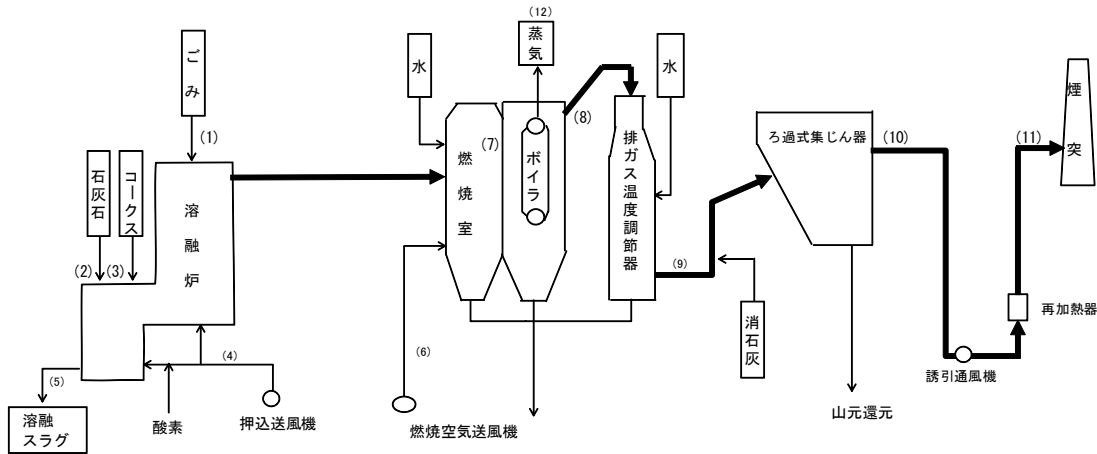 ごみ
(1)
石灰石
コークス
(2)
(3)
溶融炉
(4)
(5)
溶融
スラグ
酸素
押込送風機
水
燃焼室
(6)
燃焼空気送風機
(7)
(12)
蒸気
ボイラ
(8)
水
排ガス温度調節器
(9)
消石灰
ろ過式集じん器
(10)
山元還元
誘引通風機
再加熱器
(11)
煙突